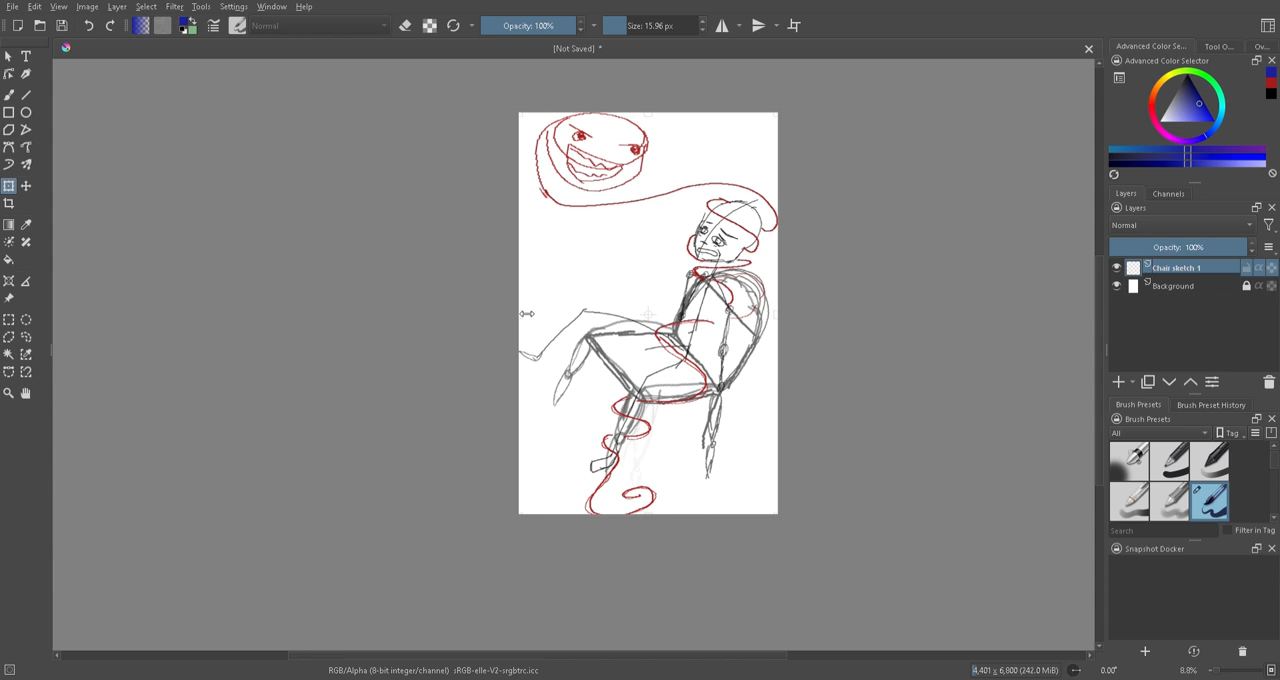 File Edit View Image Layer Select Filter Tools Settings Window Help
Normal Opacity: 100% Size: 15.96 px
[Not Saved] *
Advanced Color Se... Tool O... Ov...
Advanced Color Selector
Layers Channels
Layers
Normal
Opacity: 100%
Chair sketch 1
Background
Brush Presets Brush Preset History
Brush Presets
All Tag
Search Filter in Tag
Snapshot Docker
RGB/Alpha (8-bit integer/channel) sRGB-elle-V2-srgbtrc.icc 4,401 x 6,800 (242.0 MiB) 0.00° 8.8%